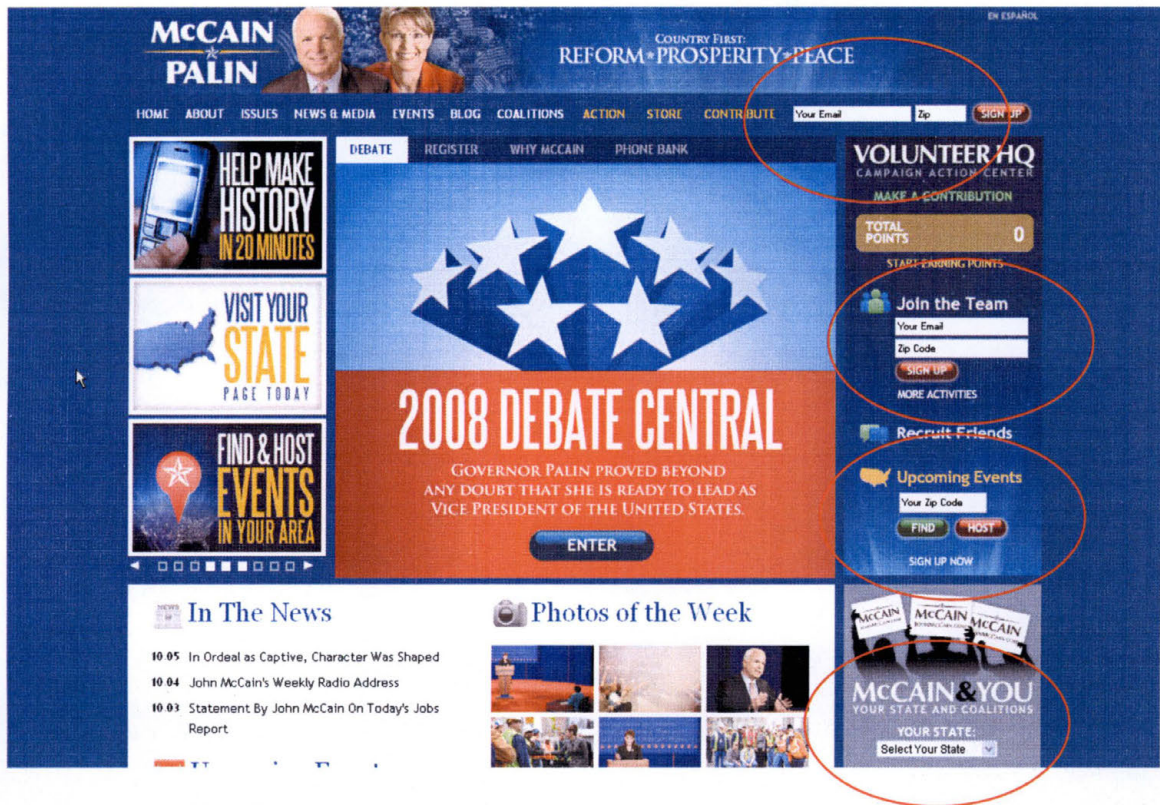 EN ESPAÑOL
McCAIN
PALIN
COUNTRY FIRST:
REFORM★PROSPERITY★PEACE
HOME ABOUT ISSUES NEWS & MEDIA EVENTS BLOG COALITIONS ACTION STORE CONTRIBUTE Your Email Zip SIGN UP
HELP MAKE
HISTORY
IN 20 MINUTES
VISIT YOUR
STATE
PAGE TODAY
FIND & HOST
EVENTS
IN YOUR AREA
DEBATE REGISTER WHY MCCAIN PHONE BANK
2008 DEBATE CENTRAL
GOVERNOR PALIN PROVED BEYOND
ANY DOUBT THAT SHE IS READY TO LEAD AS
VICE PRESIDENT OF THE UNITED STATES.
ENTER
VOLUNTEER HQ
CAMPAIGN ACTION CENTER
MAKE A CONTRIBUTION
TOTAL
POINTS
0
START EARNING POINTS
Join the Team
Your Email
Zip Code
SIGN UP
MORE ACTIVITIES
Recruit Friends
Upcoming Events
Your Zip Code
FIND HOST
SIGN UP NOW
In The News
10.05 In Ordeal as Captive, Character Was Shaped
10.04 John McCain's Weekly Radio Address
10.03 Statement By John McCain On Today's Jobs
Report
Photos of the Week
McCAIN McCAIN McCAIN
McCAIN&YOU
YOUR STATE AND COALITIONS
YOUR STATE:
Select Your State